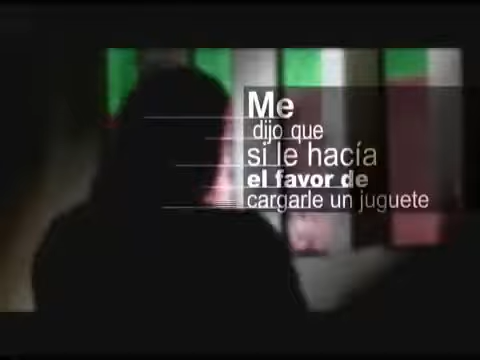 Me
dijo que
si le hacía
el favor de
cargarle un juguete